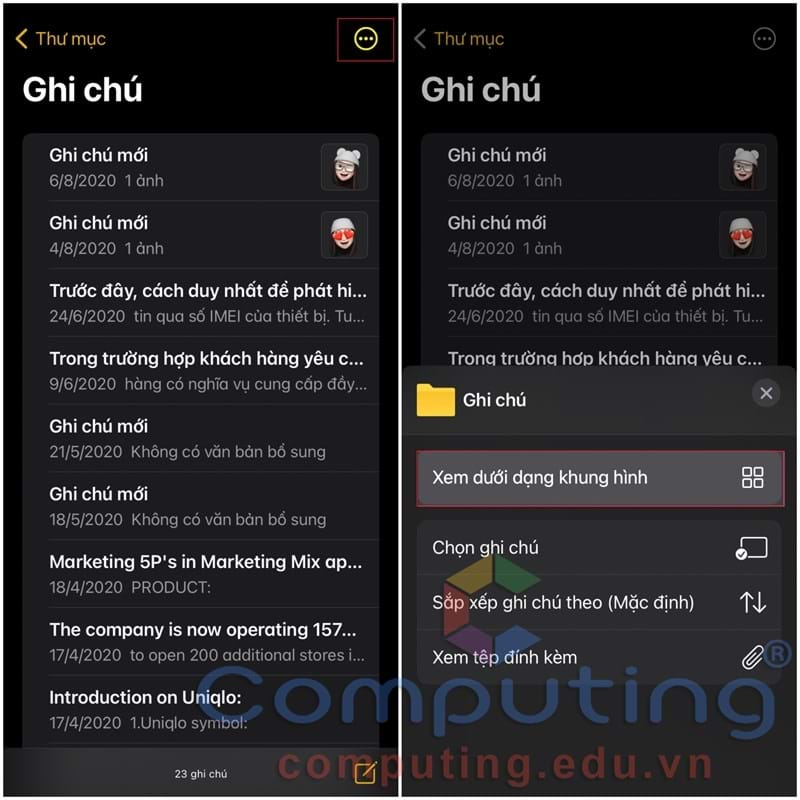 Thư mục
Ghi chú
Ghi chú mới
6/8/2020 1 ảnh
Ghi chú mới
4/8/2020 1 ảnh
Trước đây, cách duy nhất để phát hi...
24/6/2020 tin qua số IMEI của thiết bị. Tu...
Trong trường hợp khách hàng yêu c...
9/6/2020 hàng có nghĩa vụ cung cấp đầy...
Ghi chú mới
21/5/2020 Không có văn bản bổ sung
Ghi chú mới
18/5/2020 Không có văn bản bổ sung
Marketing 5P's in Marketing Mix ap...
18/4/2020 PRODUCT:
The company is now operating 157...
17/4/2020 to open 200 additional stores i...
Introduction on Uniqlo:
17/4/2020 1.Uniqlo symbol:
23 ghi chú
Thư mục
Ghi chú
Ghi chú mới
6/8/2020 1 ảnh
Ghi chú mới
4/8/2020 1 ảnh
Trước đây, cách duy nhất để phát hi...
24/6/2020 tin qua số IMEI của thiết bị. Tu...
Trong trường hợp khách hàng yêu c...
Ghi chú
Xem dưới dạng khung hình
Chọn ghi chú
Sắp xếp ghi chú theo (Mặc định)
Xem tệp đính kèm
Computing®
computing.edu.vn